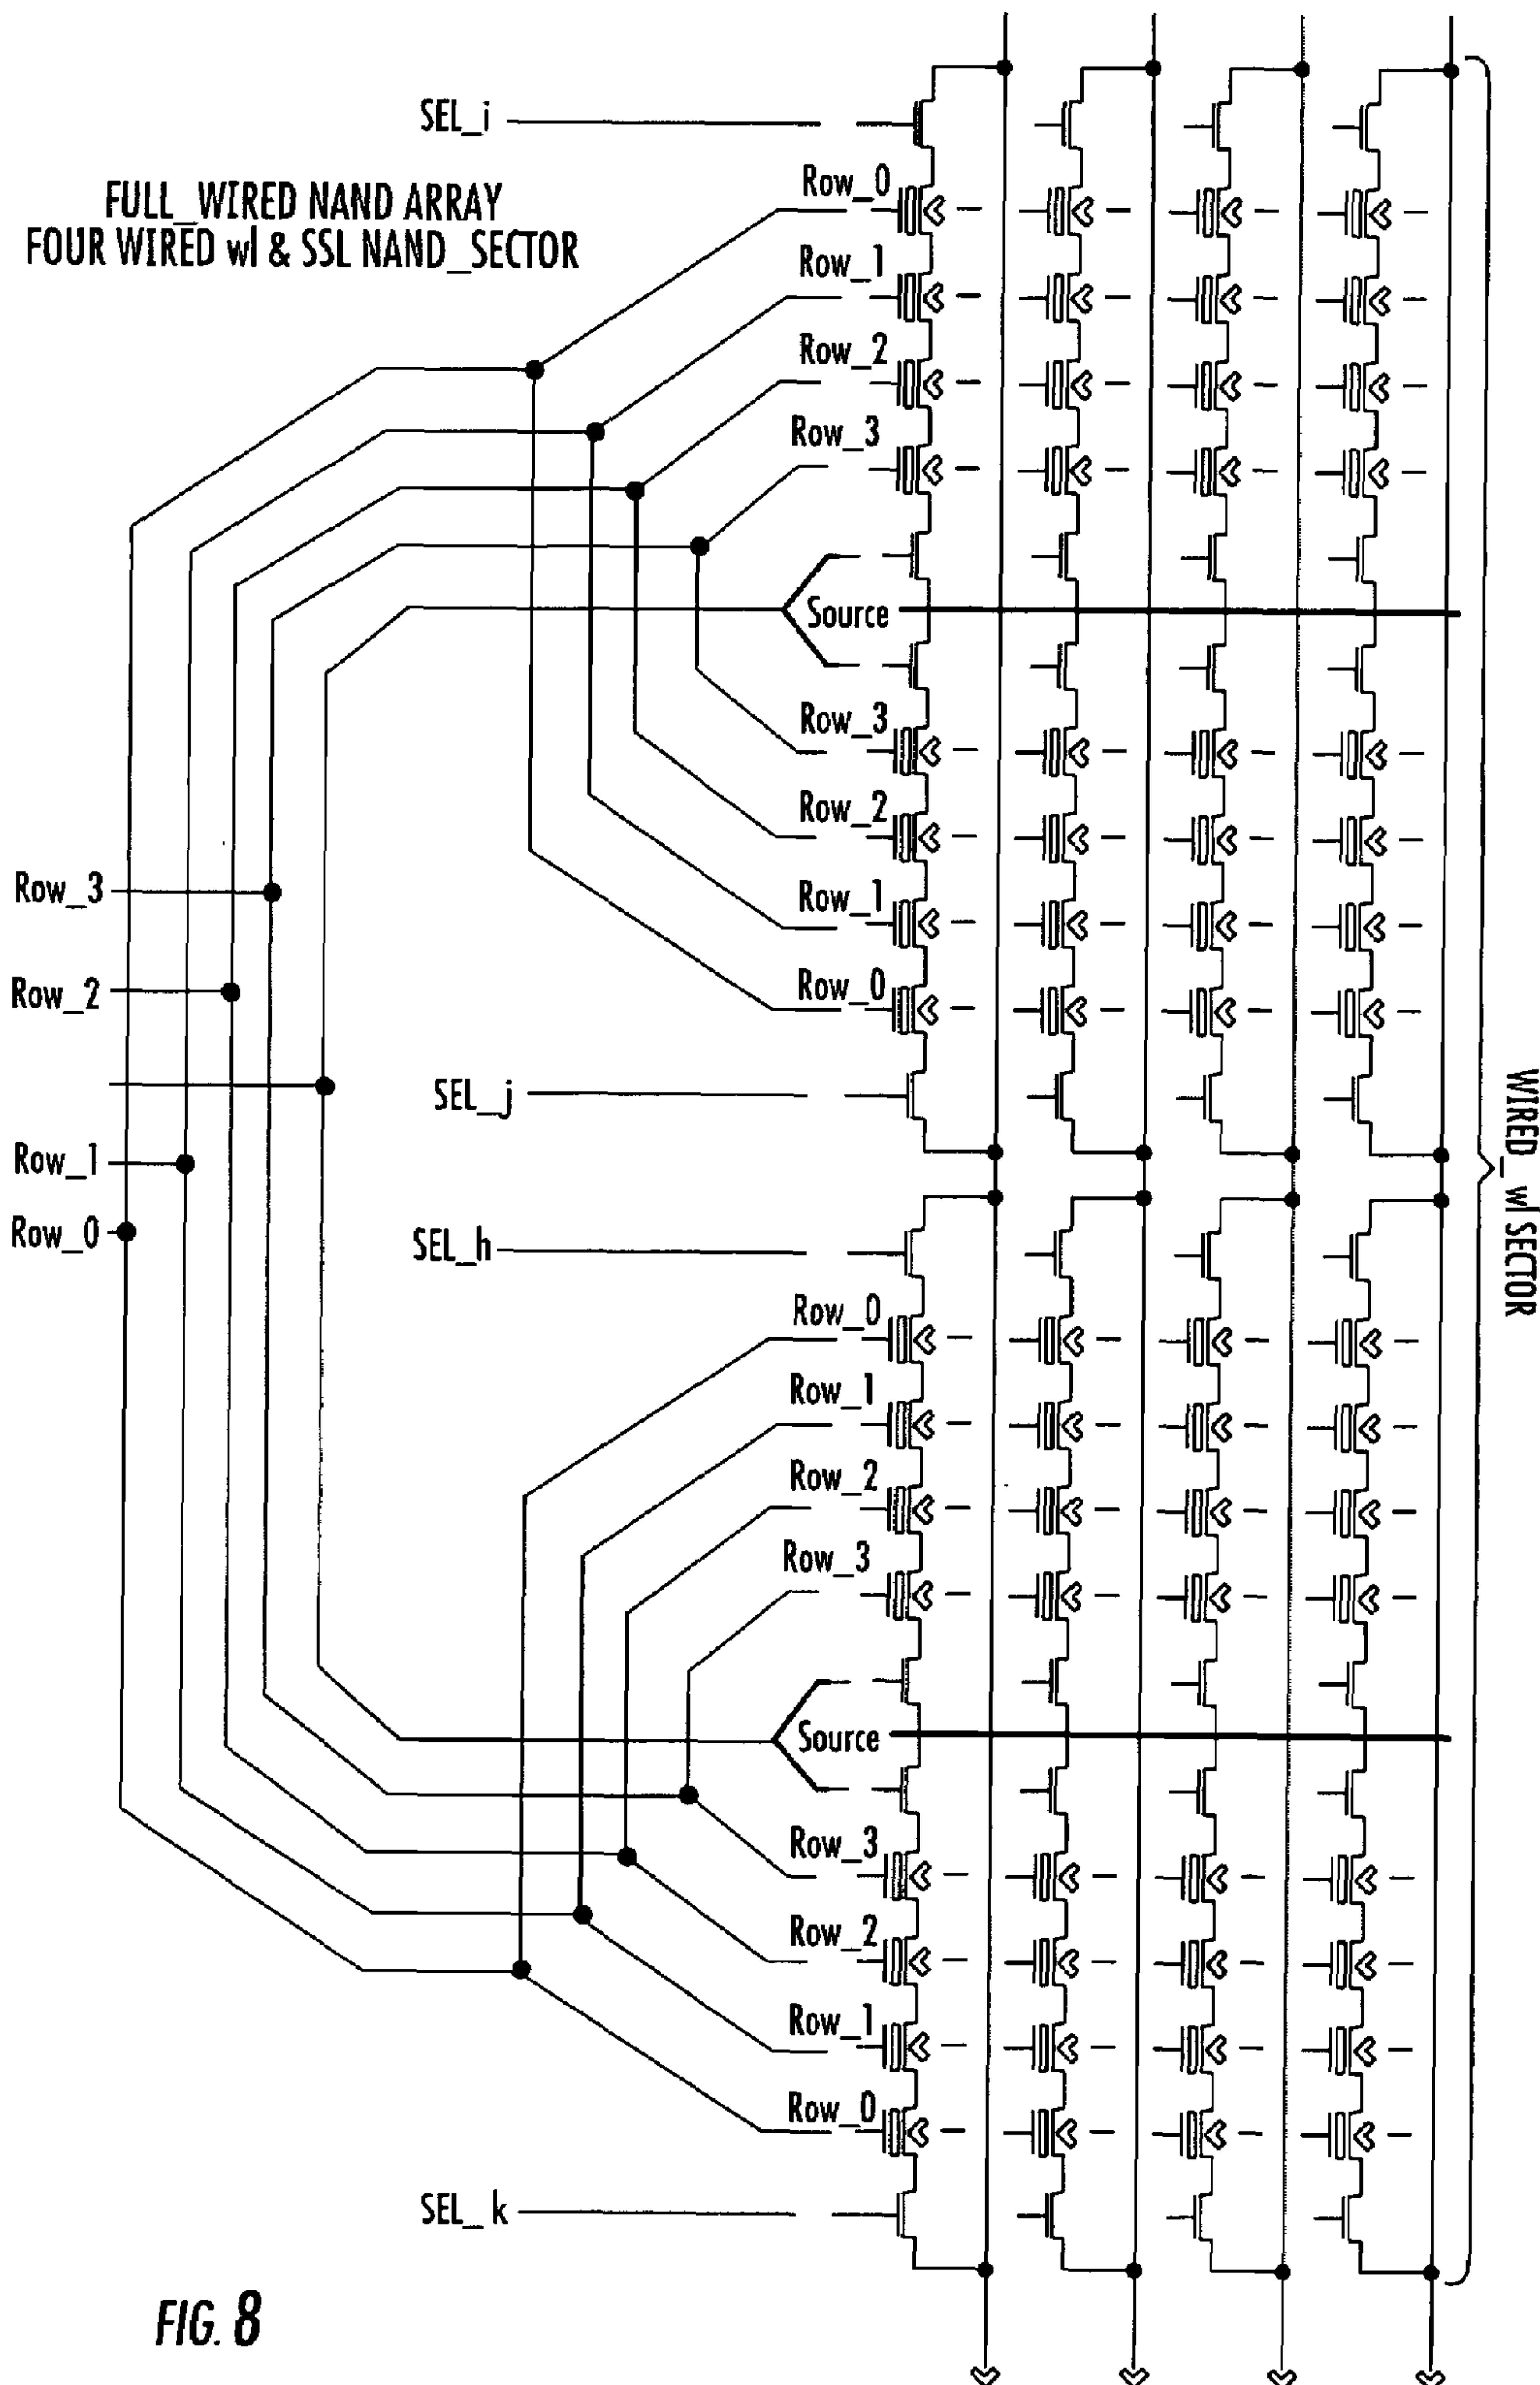 SEL_i
FULL_WIRED NAND ARRAY
FOUR WIRED wl & SSL NAND_SECTOR
Row_0
Row_1
Row_2
Row_3
Source
Row_3
Row_2
Row_1
Row_0
Row_3
Row_2
Row_1
Row_0
SEL_j
SEL_h
WIRED_wl SECTOR
Row_0
Row_1
Row_2
Row_3
Source
Row_3
Row_2
Row_1
Row_0
SEL_k
FIG. 8